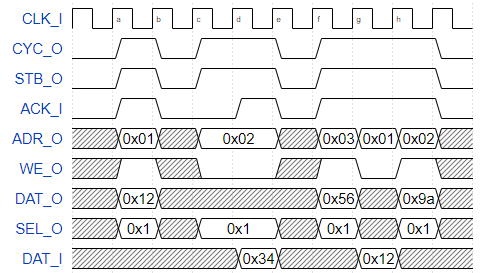 CLK_I a b c d e f g h
CYC_O
STB_O
ACK_I
ADR_O 0x01 0x02 0x03 0x01 0x02
WE_O
DAT_O 0x12 0x56 0x9a
SEL_O 0x1 0x1 0x1 0x1
DAT_I 0x34 0x12